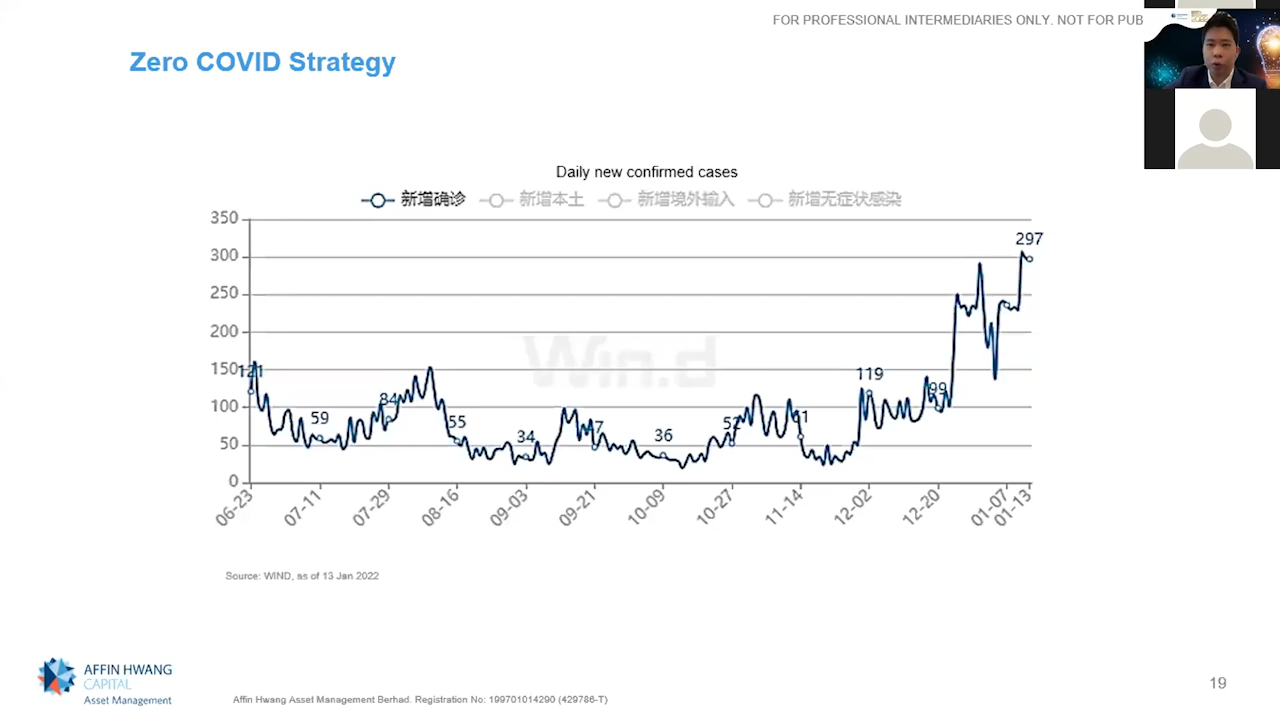 FOR PROFESSIONAL INTERMEDIARIES ONLY. NOT FOR PUB
Zero COVID Strategy
Daily new confirmed cases
新增确诊 新增本土 新增境外输入 新增无症状感染
350
300
250
200
150
100
50
0
121
59
84
55
34
47
36
52
61
119
99
297
Win.d
06-23 07-11 07-29 08-16 09-03 09-21 10-09 10-27 11-14 12-02 12-20 01-07 01-13
Source: WIND, as of 13 Jan 2022
AFFIN HWANG
CAPITAL
Asset Management
Affin Hwang Asset Management Berhad. Registration No: 199701014290 (429786-T)
19